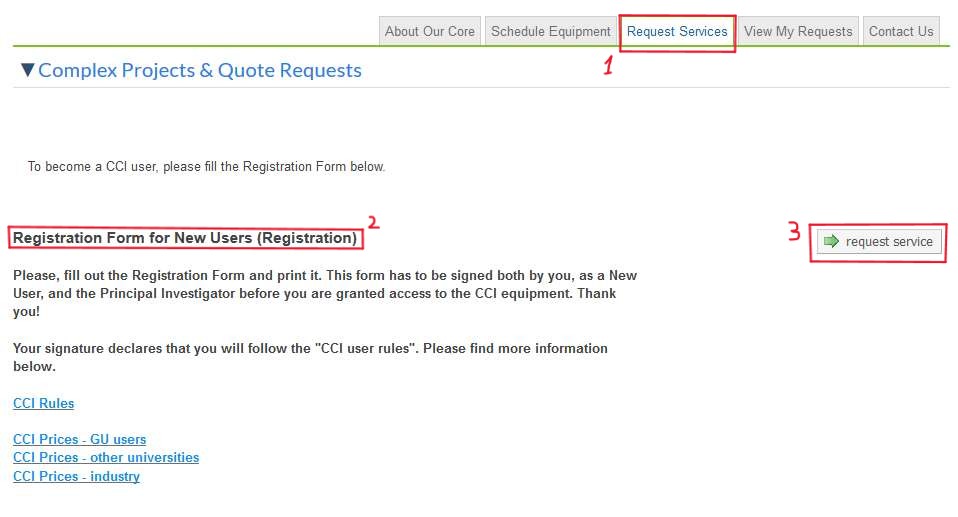 About Our Core Schedule Equipment Request Services View My Requests Contact Us
1
▼Complex Projects & Quote Requests
To become a CCI user, please fill the Registration Form below.
2
Registration Form for New Users (Registration)
3 request service
Please, fill out the Registration Form and print it. This form has to be signed both by you, as a New
User, and the Principal Investigator before you are granted access to the CCI equipment. Thank
you!
Your signature declares that you will follow the "CCI user rules". Please find more information
below.
CCI Rules
CCI Prices - GU users
CCI Prices - other universities
CCI Prices - industry